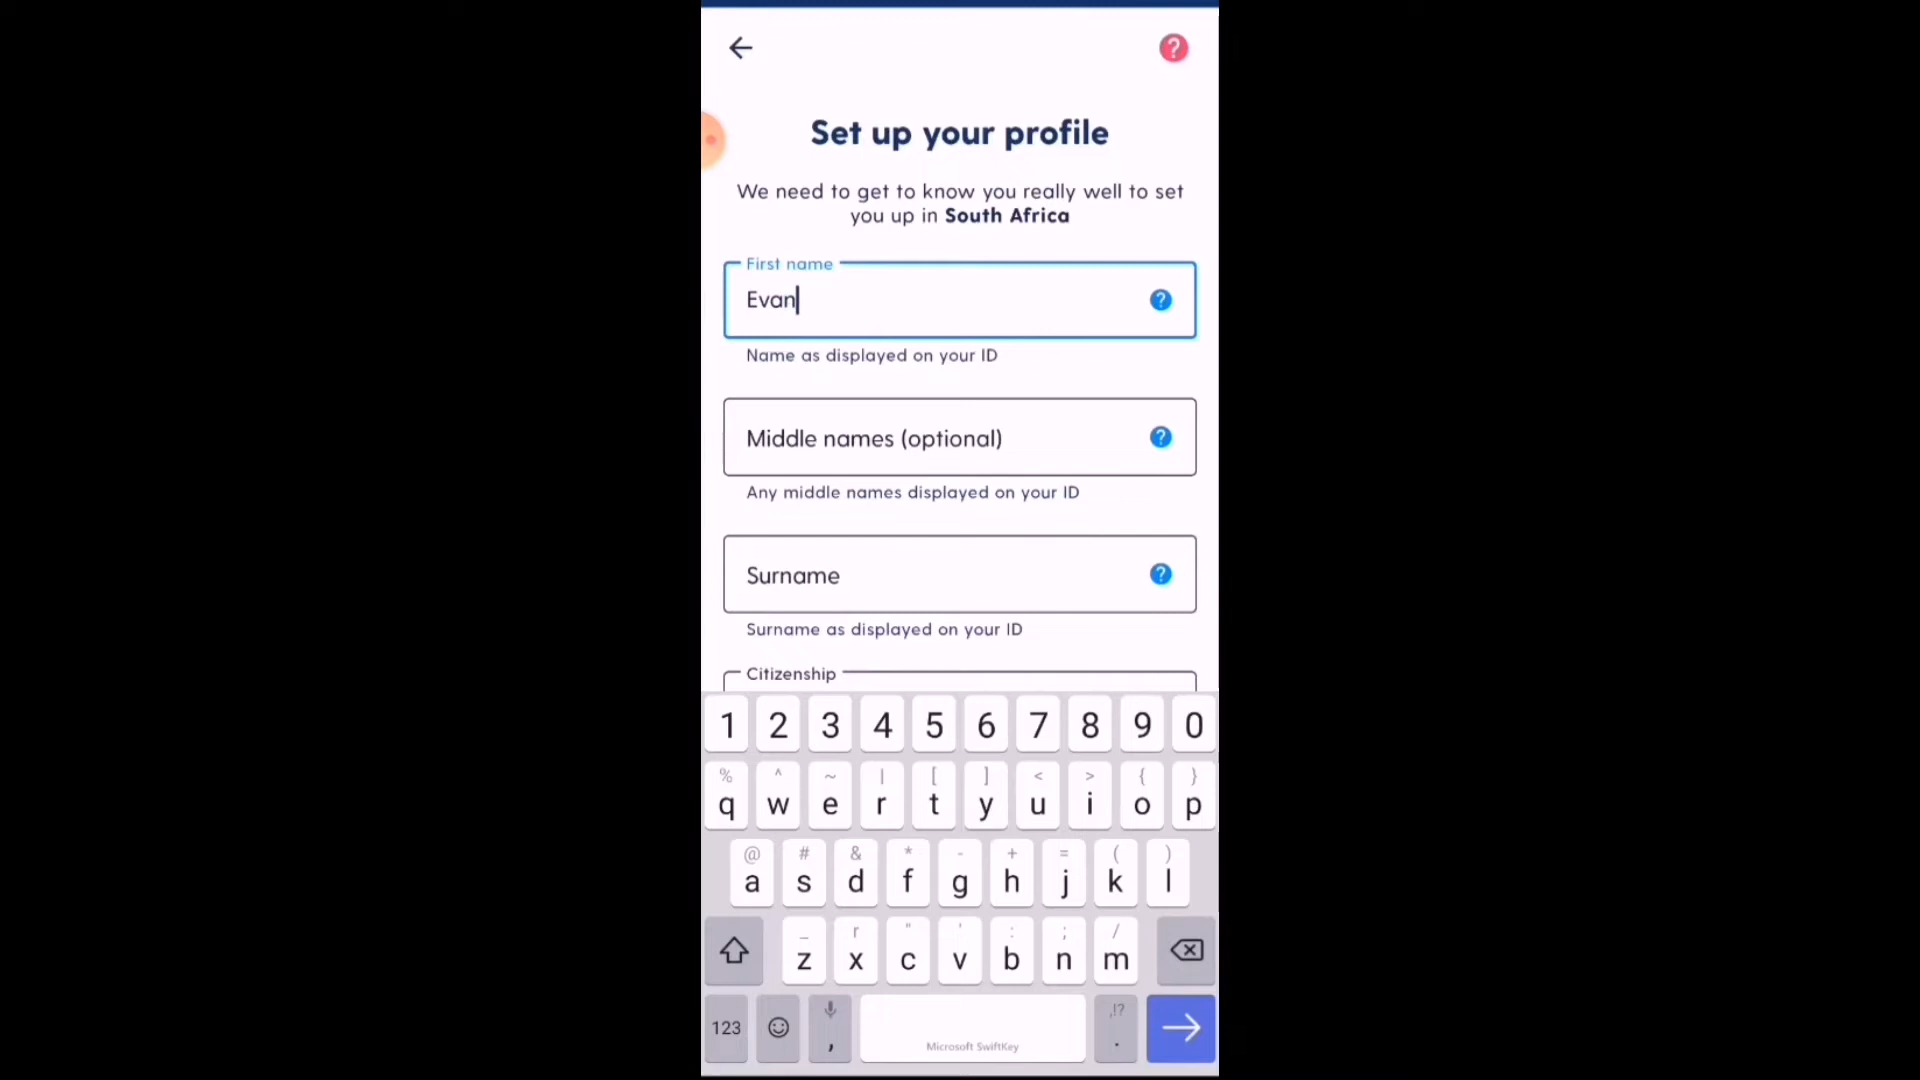 ?
Set up your profile
We need to get to know you really well to set
you up in South Africa
First name
Evan
?
Name as displayed on your ID
Middle names (optional)
?
Any middle names displayed on your ID
Surname
?
Surname as displayed on your ID
Citizenship
1 2 3 4 5 6 7 8 9 0
% ^ ~ | [ ] < > { }
q w e r t y u i o p
@ # & * - + = ( )
a s d f g h j k l
_ r " ' : ; /
z x c v b n m
123 , ,!? .
Microsoft SwiftKey